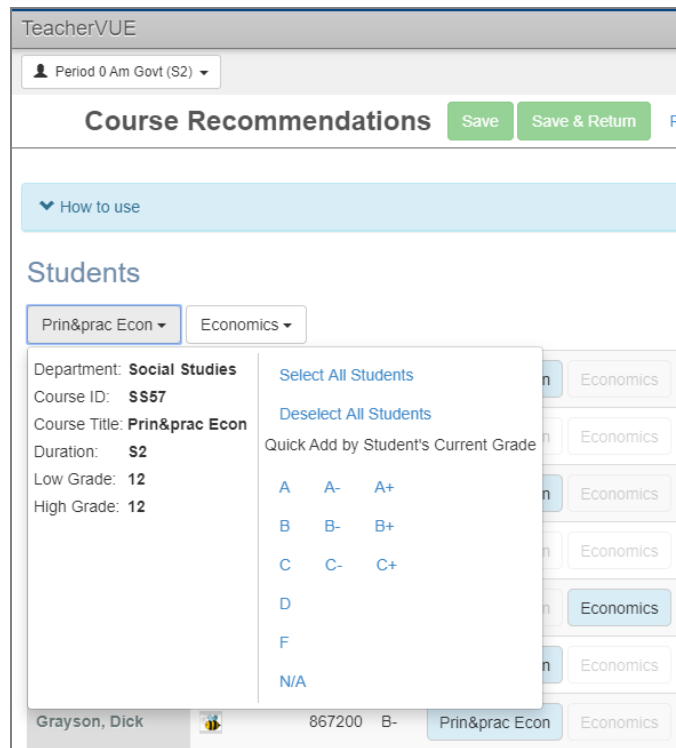 TeacherVUE
Period 0 Am Govt (S2)
Course Recommendations Save Save & Return
How to use
Students
Prin&prac Econ Economics
Department: Social Studies
Course ID: SS57
Course Title: Prin&prac Econ
Duration: S2
Low Grade: 12
High Grade: 12
Select All Students
Deselect All Students
Quick Add by Student's Current Grade
A A- A+
B B- B+
C C- C+
D
F
N/A
n Economics
n Economics
n Economics
n Economics
n Economics
n Economics
Grayson, Dick 867200 B- Prin&prac Econ Economics